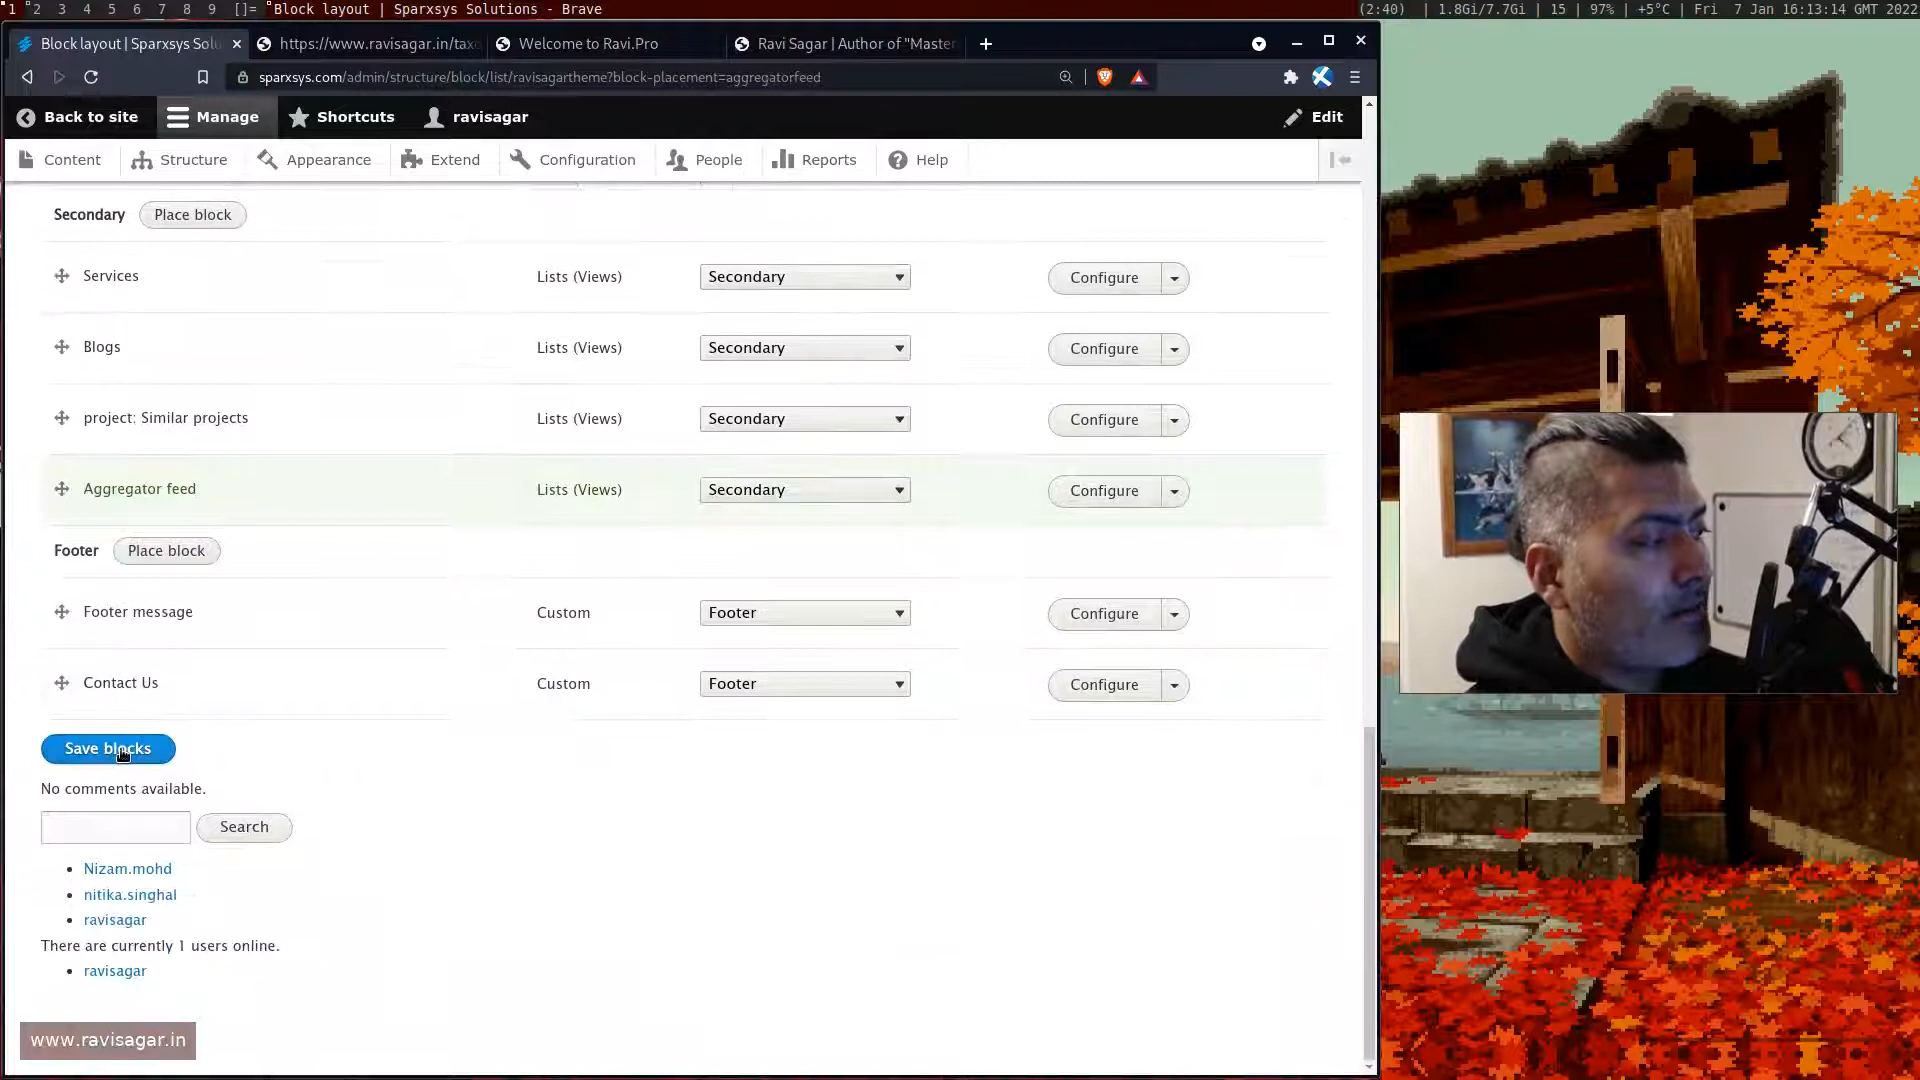 1 2 3 4 5 6 7 8 9 []= Block layout | Sparxsys Solutions - Brave (2:40) | 1.8Gi/7.7Gi | 15 | 97% | +5°C | Fri 7 Jan 16:13:14 GMT 2022
Block layout | Sparxsys Solu https://www.ravisagar.in/taxo Welcome to Ravi.Pro Ravi Sagar | Author of "Master
sparxsys.com/admin/structure/block/list/ravisagartheme?block-placement=aggregatorfeed
Back to site Manage Shortcuts ravisagar Edit
Content Structure Appearance Extend Configuration People Reports Help
Secondary Place block
Services Lists (Views) Secondary Configure
Blogs Lists (Views) Secondary Configure
project: Similar projects Lists (Views) Secondary Configure
Aggregator feed Lists (Views) Secondary Configure
Footer Place block
Footer message Custom Footer Configure
Contact Us Custom Footer Configure
Save blocks
No comments available.
Search
Nizam.mohd
nitika.singhal
ravisagar
There are currently 1 users online.
ravisagar
www.ravisagar.in